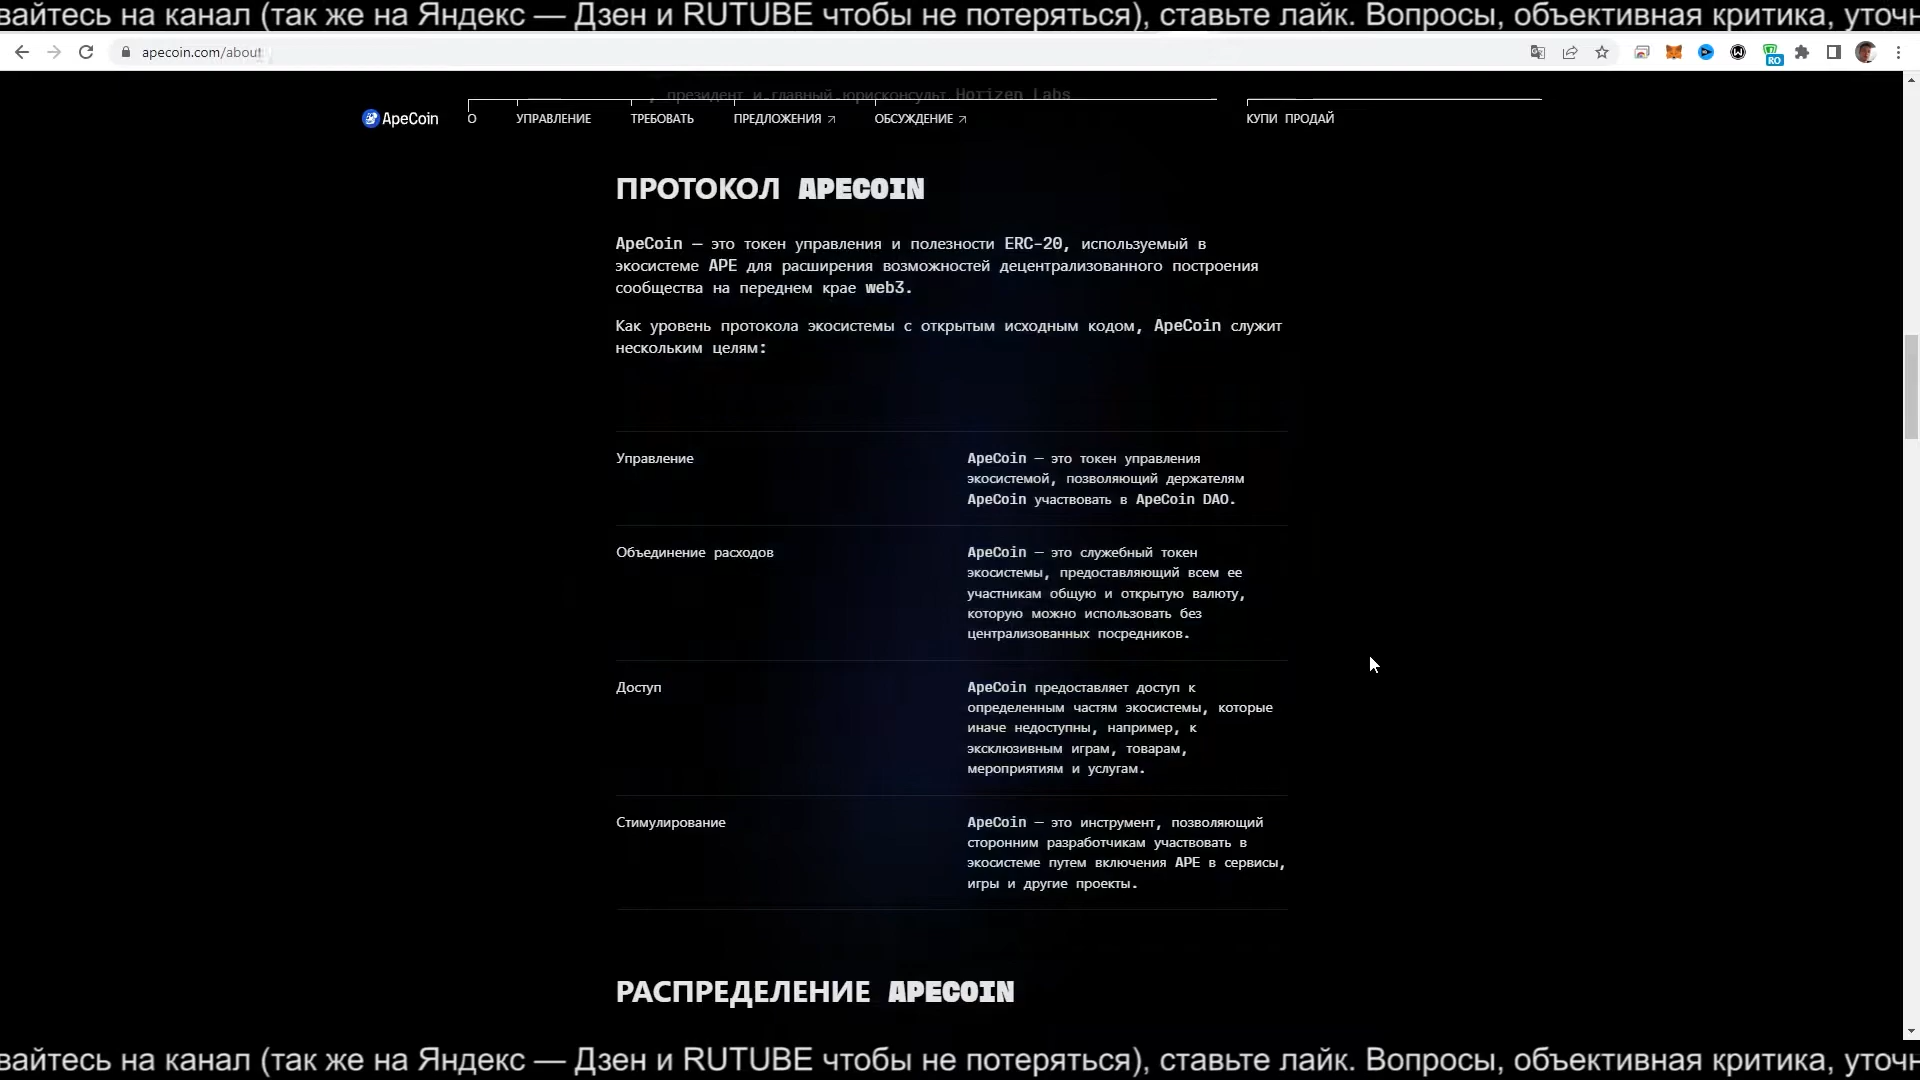 вайтесь на канал (так же на Яндекс — Дзен и RUTUBE чтобы не потеряться), ставьте лайк. Вопросы, объективная критика, уточн
apecoin.com/about
, президент и главный юрисконсульт Horizen Labs
ApeCoin О УПРАВЛЕНИЕ ТРЕБОВАТЬ ПРЕДЛОЖЕНИЯ ОБСУЖДЕНИЕ КУПИ ПРОДАЙ
ПРОТОКОЛ APECOIN
ApeCoin — это токен управления и полезности ERC-20, используемый в
экосистеме APE для расширения возможностей децентрализованного построения
сообщества на переднем крае web3.
Как уровень протокола экосистемы с открытым исходным кодом, ApeCoin служит
нескольким целям:
Управление
ApeCoin — это токен управления
экосистемой, позволяющий держателям
ApeCoin участвовать в ApeCoin DAO.
Объединение расходов
ApeCoin — это служебный токен
экосистемы, предоставляющий всем ее
участникам общую и открытую валюту,
которую можно использовать без
централизованных посредников.
Доступ
ApeCoin предоставляет доступ к
определенным частям экосистемы, которые
иначе недоступны, например, к
эксклюзивным играм, товарам,
мероприятиям и услугам.
Стимулирование
ApeCoin — это инструмент, позволяющий
сторонним разработчикам участвовать в
экосистеме путем включения APE в сервисы,
игры и другие проекты.
РАСПРЕДЕЛЕНИЕ APECOIN
вайтесь на канал (так же на Яндекс — Дзен и RUTUBE чтобы не потеряться), ставьте лайк. Вопросы, объективная критика, уточн
RO